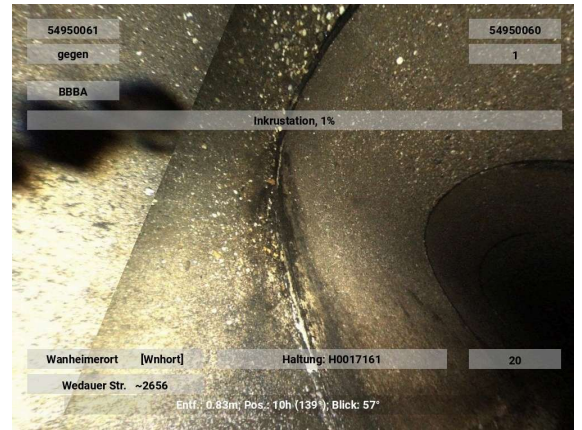 54950061 54950060
gegen 1
BBBA
Inkrustation, 1%
Wanheimerort [Wnhort] Haltung: H0017161 20
Wedauer Str. ~2656
Entf.: 0.83m; Pos.: 10h (139°); Blick: 57°